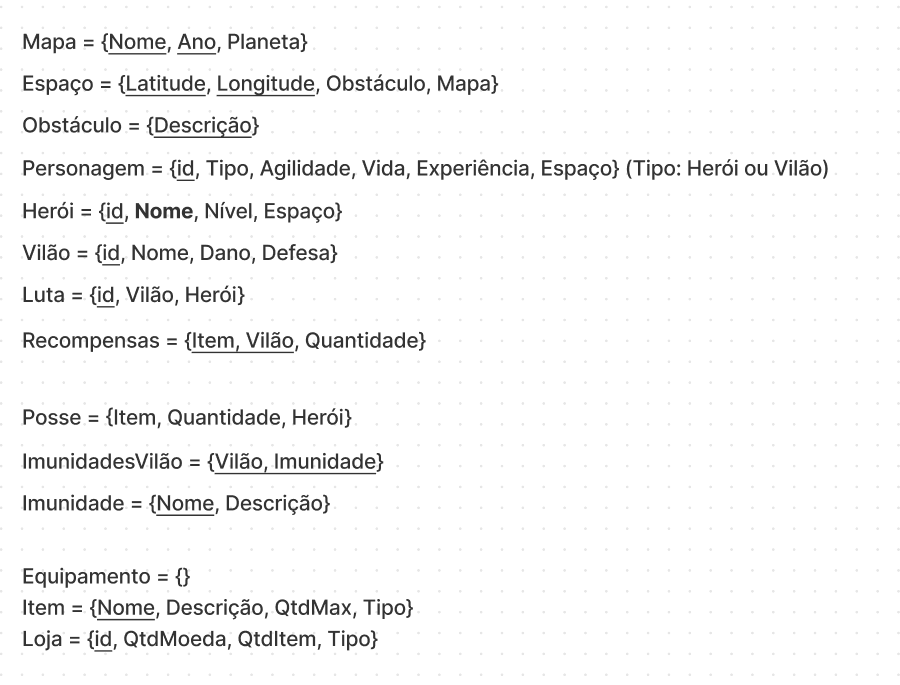 Mapa = {Nome, Ano, Planeta}
Espaço = {Latitude, Longitude, Obstáculo, Mapa}
Obstáculo = {Descrição}
Personagem = {id, Tipo, Agilidade, Vida, Experiência, Espaço} (Tipo: Herói ou Vilão)
Herói = {id, Nome, Nível, Espaço}
Vilão = {id, Nome, Dano, Defesa}
Luta = {id, Vilão, Herói}
Recompensas = {Item, Vilão, Quantidade}
Posse = {Item, Quantidade, Herói}
ImunidadesVilão = {Vilão, Imunidade}
Imunidade = {Nome, Descrição}
Equipamento = {}
Item = {Nome, Descrição, QtdMax, Tipo}
Loja = {id, QtdMoeda, QtdItem, Tipo}